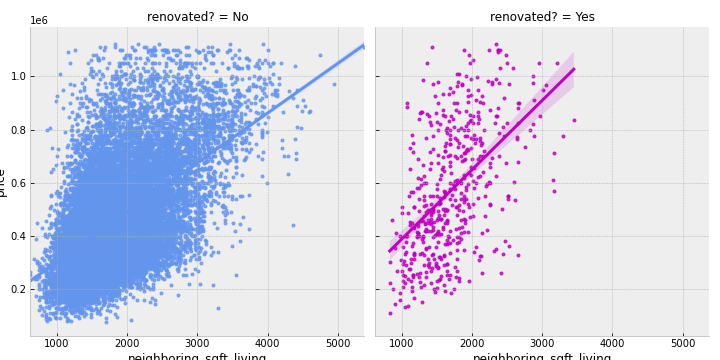 renovated? = No
renovated? = Yes
1e6
1.0
0.8
0.6
0.4
0.2
price
1000 2000 3000 4000 5000
1000 2000 3000 4000 5000
neighboring_sqft_living
neighboring_sqft_living